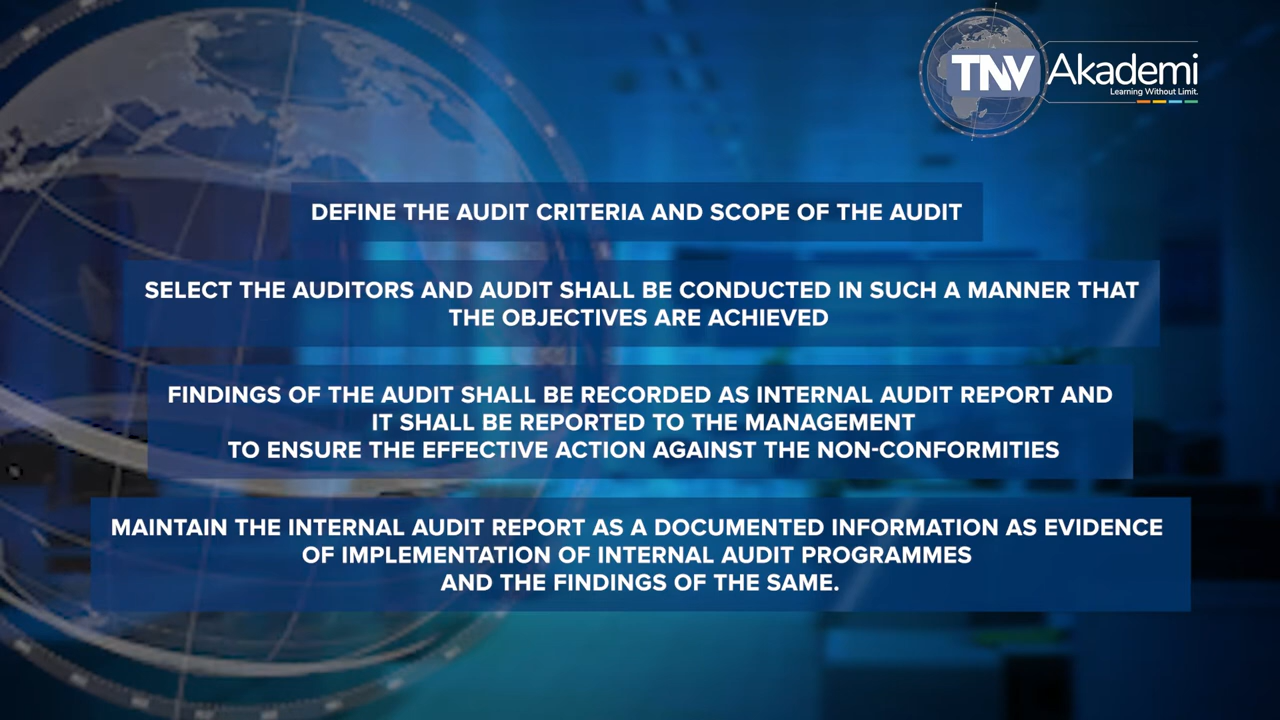 TNV Akademi
Learning Without Limit.
DEFINE THE AUDIT CRITERIA AND SCOPE OF THE AUDIT
SELECT THE AUDITORS AND AUDIT SHALL BE CONDUCTED IN SUCH A MANNER THAT
THE OBJECTIVES ARE ACHIEVED
FINDINGS OF THE AUDIT SHALL BE RECORDED AS INTERNAL AUDIT REPORT AND
IT SHALL BE REPORTED TO THE MANAGEMENT
TO ENSURE THE EFFECTIVE ACTION AGAINST THE NON-CONFORMITIES
MAINTAIN THE INTERNAL AUDIT REPORT AS A DOCUMENTED INFORMATION AS EVIDENCE
OF IMPLEMENTATION OF INTERNAL AUDIT PROGRAMMES
AND THE FINDINGS OF THE SAME.